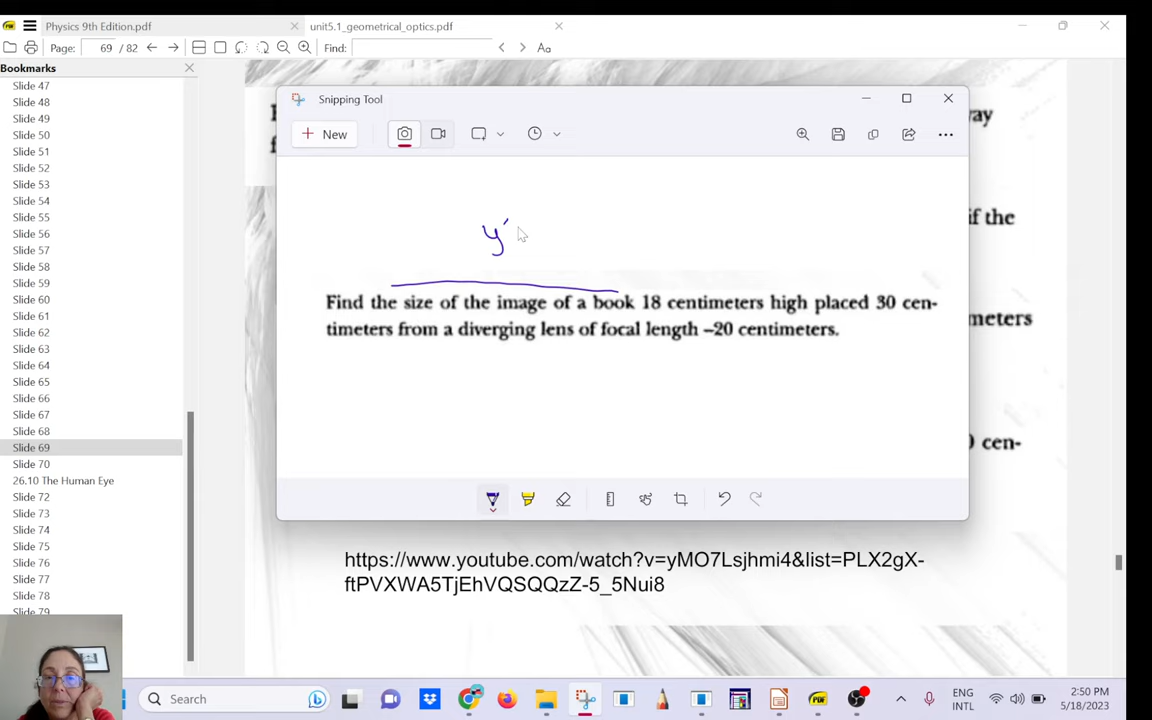 Physics 9th Edition.pdf
unit5.1_geometrical_optics.pdf
Page: 69 / 82
Find:
Aa
Bookmarks
Slide 47
Slide 48
Slide 49
Slide 50
Slide 51
Slide 52
Slide 53
Slide 54
Slide 55
Slide 56
Slide 57
Slide 58
Slide 59
Slide 60
Slide 61
Slide 62
Slide 63
Slide 64
Slide 65
Slide 66
Slide 67
Slide 68
Slide 69
Slide 70
26.10 The Human Eye
Slide 72
Slide 73
Slide 74
Slide 75
Slide 76
Slide 77
Slide 78
Slide 79
Snipping Tool
New
y'
Find the size of the image of a book 18 centimeters high placed 30 cen-
timeters from a diverging lens of focal length –20 centimeters.
if the
cen-
https://www.youtube.com/watch?v=yMO7Lsjhmi4&list=PLX2gX-
ftPVXWA5TjEhVQSQQzZ-5_5Nui8
Search
ENG
INTL
2:50 PM
5/18/2023